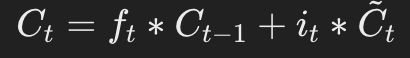 C_t = f_t * C_{t-1} + i_t * \tilde{C}_t